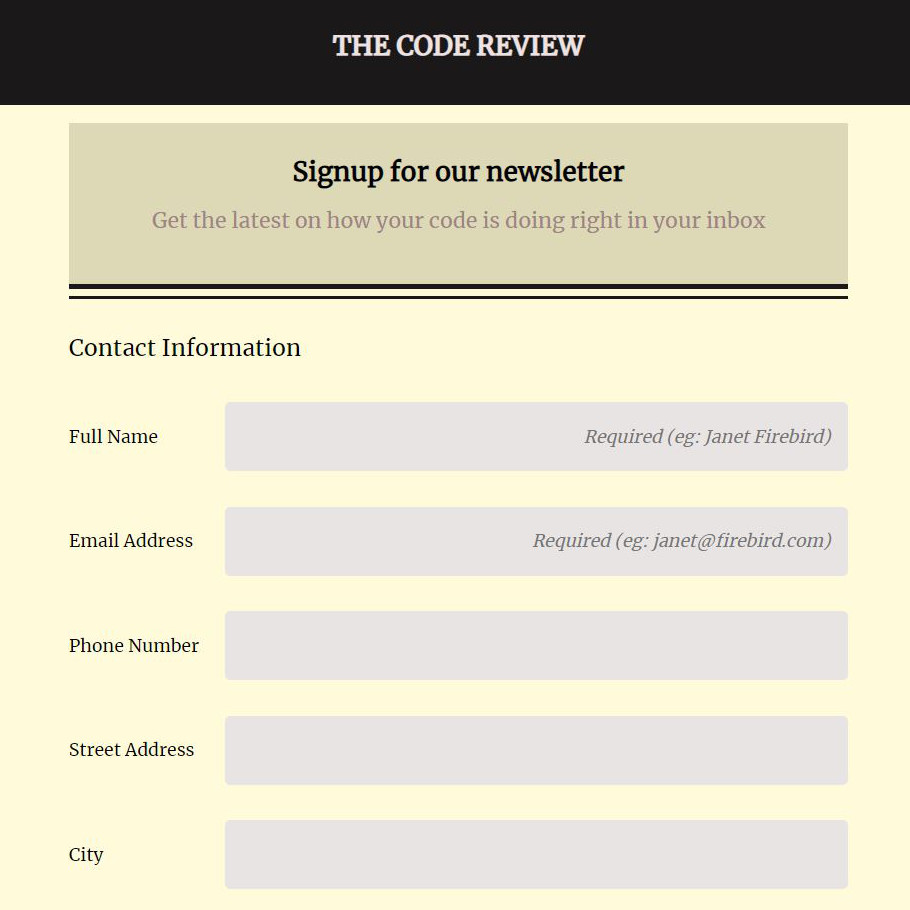 THE CODE REVIEW
Signup for our newsletter
Get the latest on how your code is doing right in your inbox
Contact Information
Full Name
Required (eg: Janet Firebird)
Email Address
Required (eg: janet@firebird.com)
Phone Number
Street Address
City